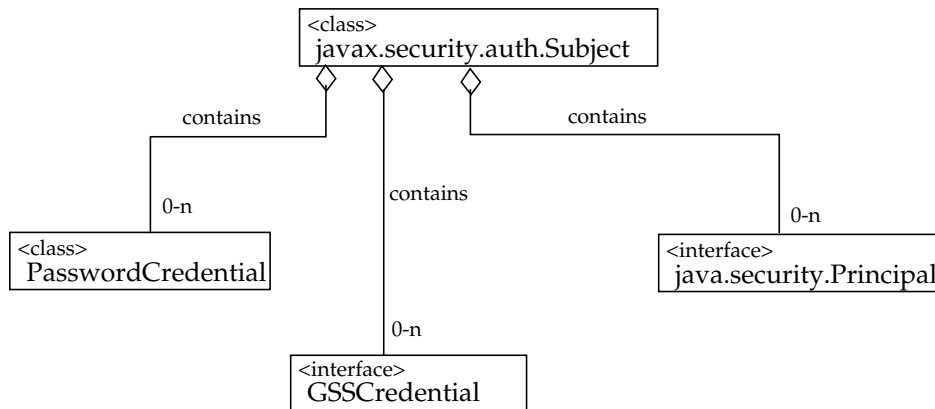 <class>
javax.security.auth.Subject
contains
contains
contains
0-n
0-n
<class>
PasswordCredential
<interface>
java.security.Principal
0-n
<interface>
GSSCredential